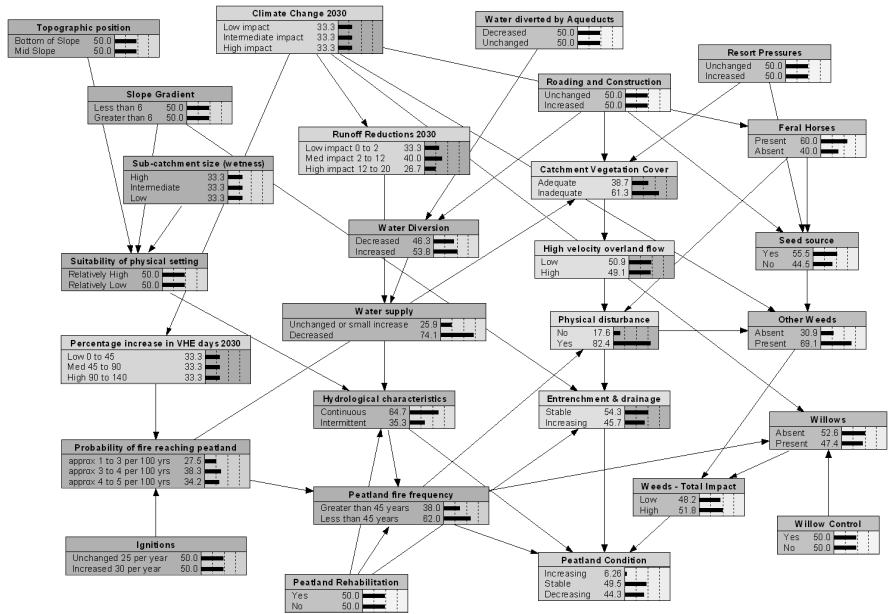 Topographic position
Bottom of Slope 50.0
Mid Slope 50.0
Climate Change 2030
Low impact 33.3
Intermediate impact 33.3
High impact 33.3
Water diverted by Aqueducts
Decreased 50.0
Unchanged 50.0
Resort Pressures
Unchanged 50.0
Increased 50.0
Slope Gradient
Less than 6 50.0
Greater than 6 50.0
Roading and Construction
Unchanged 50.0
Increased 50.0
Runoff Reductions 2030
Low impact 0 to 2 33.3
Med impact 2 to 12 40.0
High impact 12 to 20 26.7
Feral Horses
Present 60.0
Absent 40.0
Sub-catchment size (wetness)
High 33.3
Intermediate 33.3
Low 33.3
Catchment Vegetation Cover
Adequate 38.7
Inadequate 61.3
Water Diversion
Decreased 46.3
Increased 53.8
Seed source
Yes 55.5
No 44.5
Suitability of physical setting
Relatively High 50.0
Relatively Low 50.0
High velocity overland flow
Low 50.9
High 49.1
Water supply
Unchanged or small increase 25.9
Decreased 74.1
Physical disturbance
No 17.6
Yes 82.4
Other Weeds
Absent 30.9
Present 69.1
Percentage increase in VHE days 2030
Low 0 to 45 33.3
Med 45 to 90 33.3
High 90 to 140 33.3
Hydrological characteristics
Continuous 64.7
Intermittent 35.3
Entrenchment & drainage
Stable 54.3
Increasing 45.7
Willows
Absent 52.6
Present 47.4
Probability of fire reaching peatland
approx 1 to 3 per 100 yrs 27.5
approx 3 to 4 per 100 yrs 38.3
approx 4 to 5 per 100 yrs 34.2
Peatland fire frequency
Greater than 45 years 38.0
Less than 45 years 62.0
Weeds - Total Impact
Low 48.2
High 51.8
Willow Control
Yes 50.0
No 50.0
Ignitions
Unchanged 25 per year 50.0
Increased 30 per year 50.0
Peatland Condition
Increasing 6.26
Stable 49.5
Decreasing 44.3
Peatland Rehabilitation
Yes 50.0
No 50.0